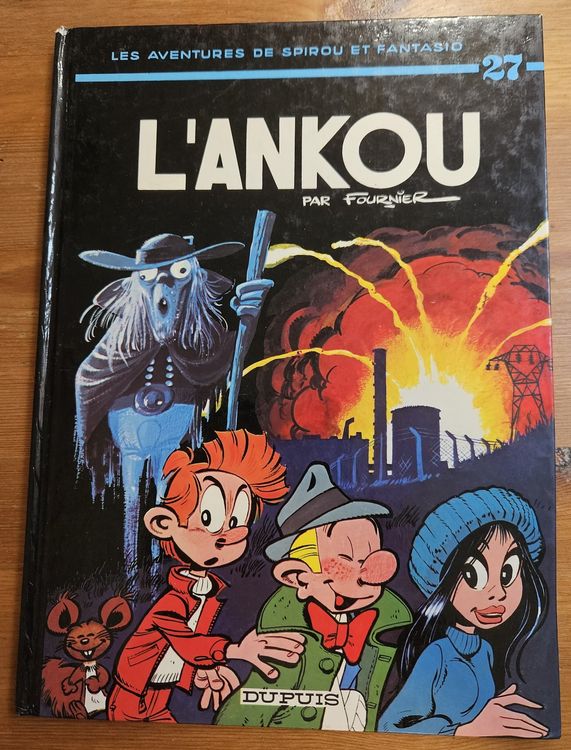 LES AVENTURES DE SPIROU ET FANTASIO
27
L'ANKOU
PAR FOURNIER
DUPUIS